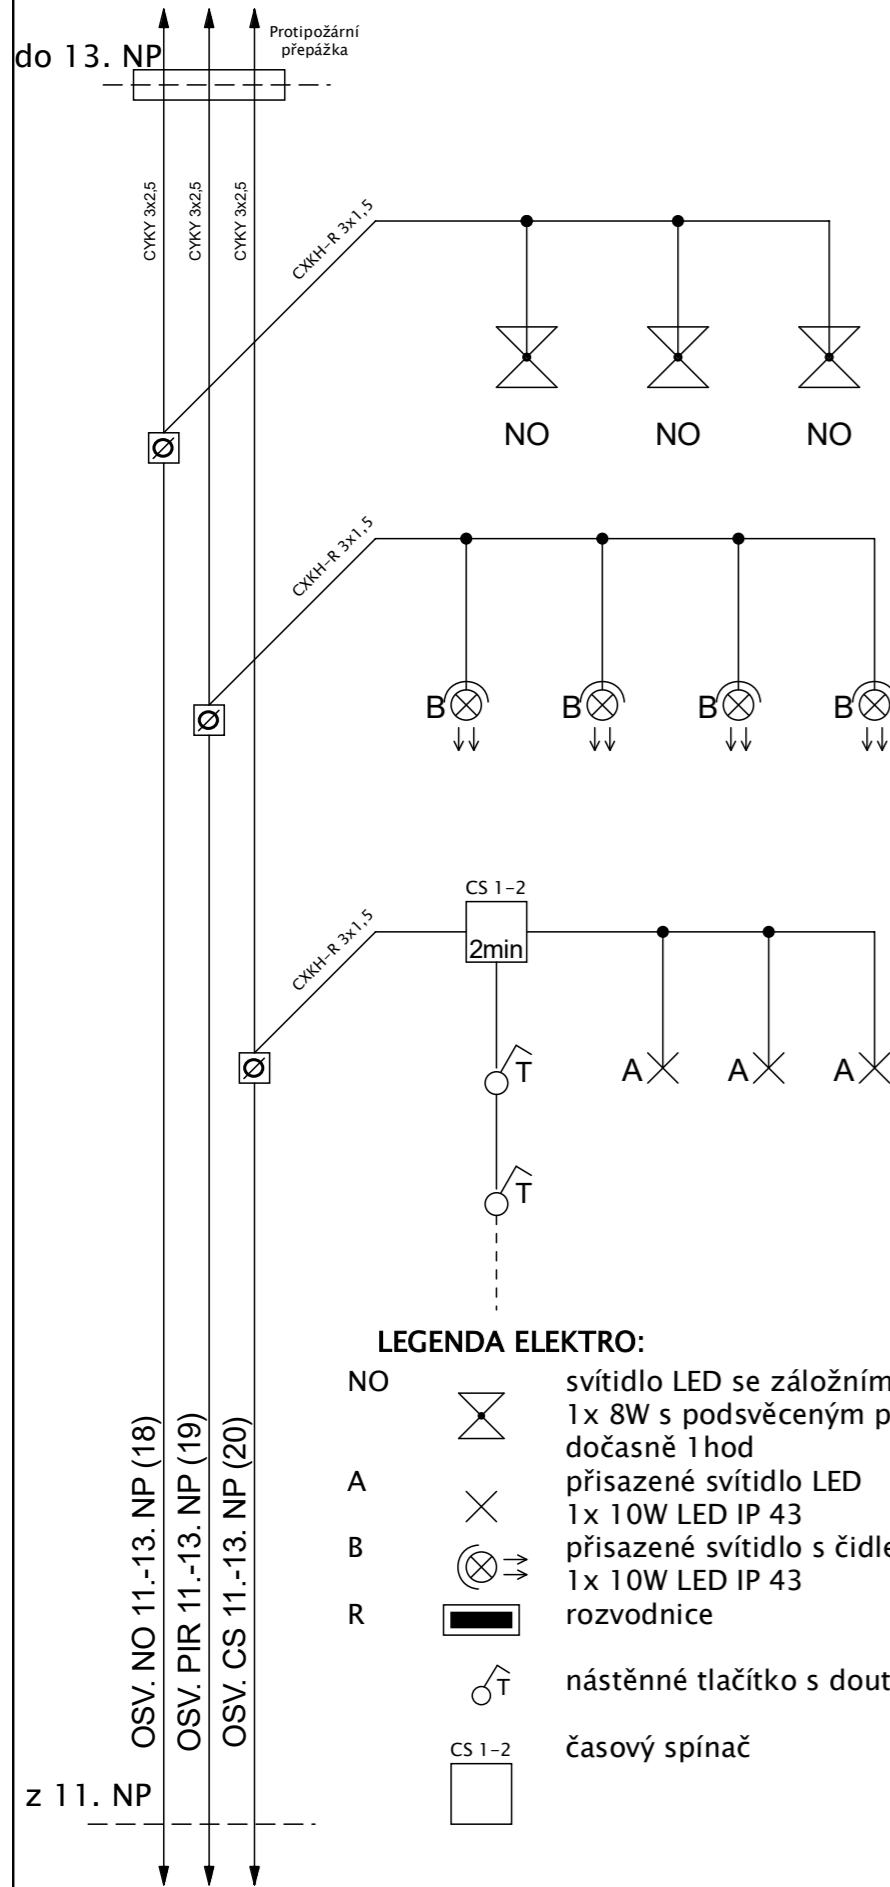 Protipožární
přepážka
do 13. NP
CYKY 3x2,5
CYKY 3x2,5
CYKY 3x2,5
CXKH-R 3x1,5
NO
NO
NO
CXKH-R 3x1,5
B
B
B
B
CXKH-R 3x1,5
CS 1-2
2min
T
A
A
A
T
LEGENDA ELEKTRO:
NO
svítidlo LED se záložním
1x 8W s podsvěceným p
dočasně 1hod
A
přisazené svítidlo LED
1x 10W LED IP 43
B
přisazené svítidlo s čidle
1x 10W LED IP 43
R
rozvodnice
T
nástěnné tlačítko s dout
CS 1-2
časový spínač
OSV. NO 11.-13. NP (18)
OSV. PIR 11.-13. NP (19)
OSV. CS 11.-13. NP (20)
z 11. NP